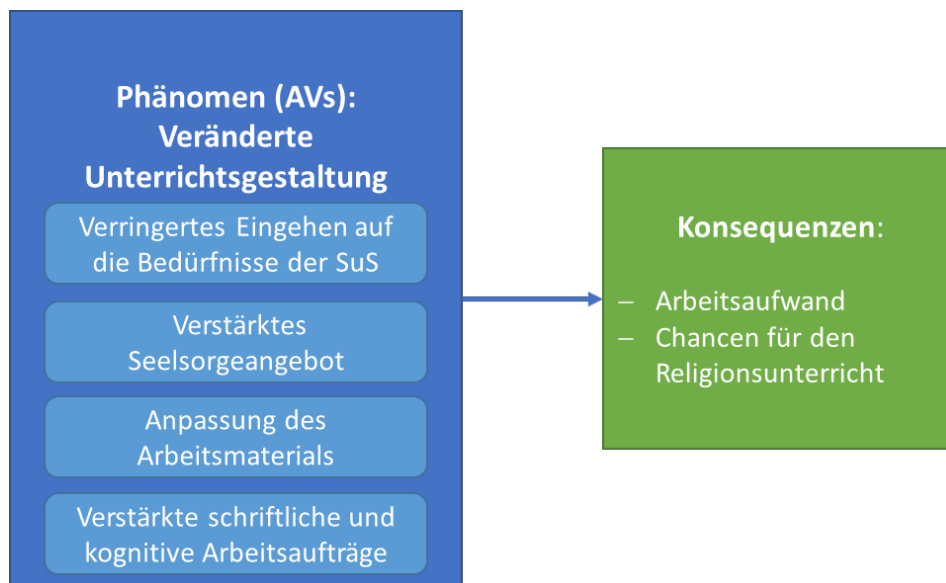 Phänomen (AVs):
Veränderte
Unterrichtsgestaltung
Verringertes Eingehen auf
die Bedürfnisse der SuS
Verstärktes
Seelsorgeangebot
Anpassung des
Arbeitsmaterials
Verstärkte schriftliche und
kognitive Arbeitsaufträge
Konsequenzen:
– Arbeitsaufwand
– Chancen für den
Religionsunterricht